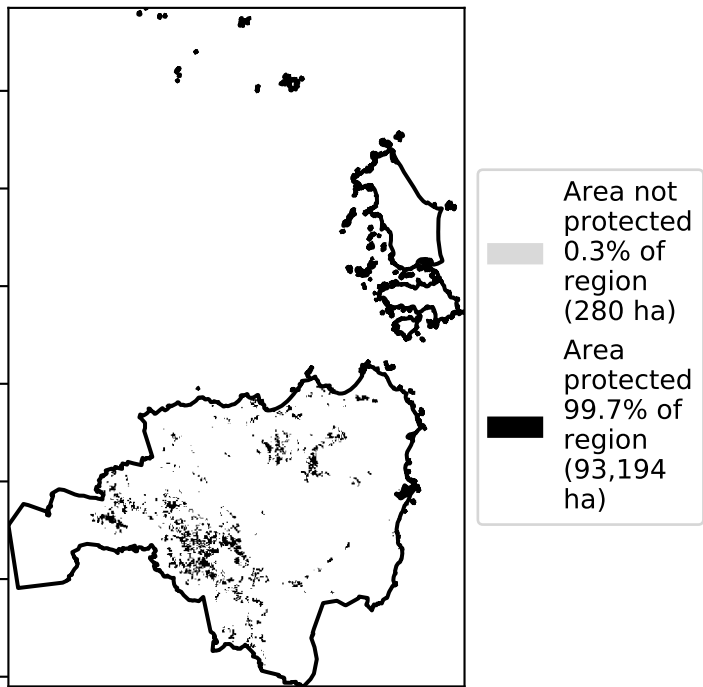 Area not
protected
0.3% of
region
(280 ha)
Area
protected
99.7% of
region
(93,194
ha)